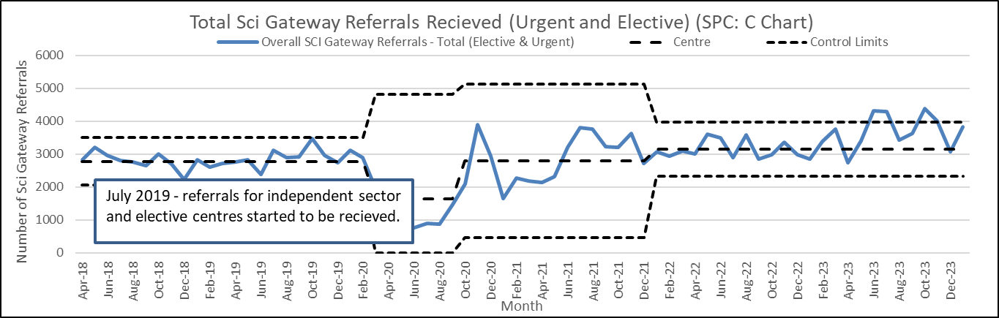 Total Sci Gateway Referrals Recieved (Urgent and Elective) (SPC: C Chart)
Overall SCI Gateway Referrals - Total (Elective & Urgent) Centre Control Limits
Number of Sci Gateway Referrals
6000
5000
4000
3000
2000
1000
0
July 2019 - referrals for independent sector
and elective centres started to be recieved.
Apr-18 Jun-18 Aug-18 Oct-18 Dec-18 Feb-19 Apr-19 Jun-19 Aug-19 Oct-19 Dec-19 Feb-20 Apr-20 Jun-20 Aug-20 Oct-20 Dec-20 Feb-21 Apr-21 Jun-21 Aug-21 Oct-21 Dec-21 Feb-22 Apr-22 Jun-22 Aug-22 Oct-22 Dec-22 Feb-23 Apr-23 Jun-23 Aug-23 Oct-23 Dec-23
Month